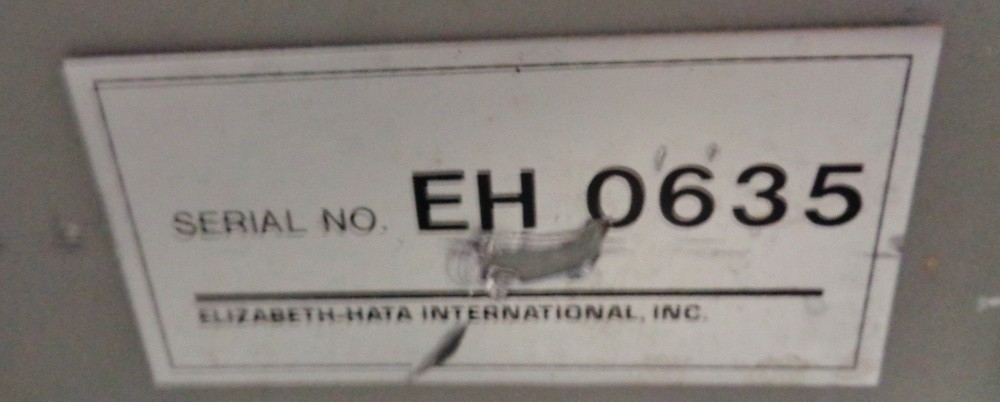 SERIAL NO. EH 0635
ELIZABETH-HATA INTERNATIONAL, INC.